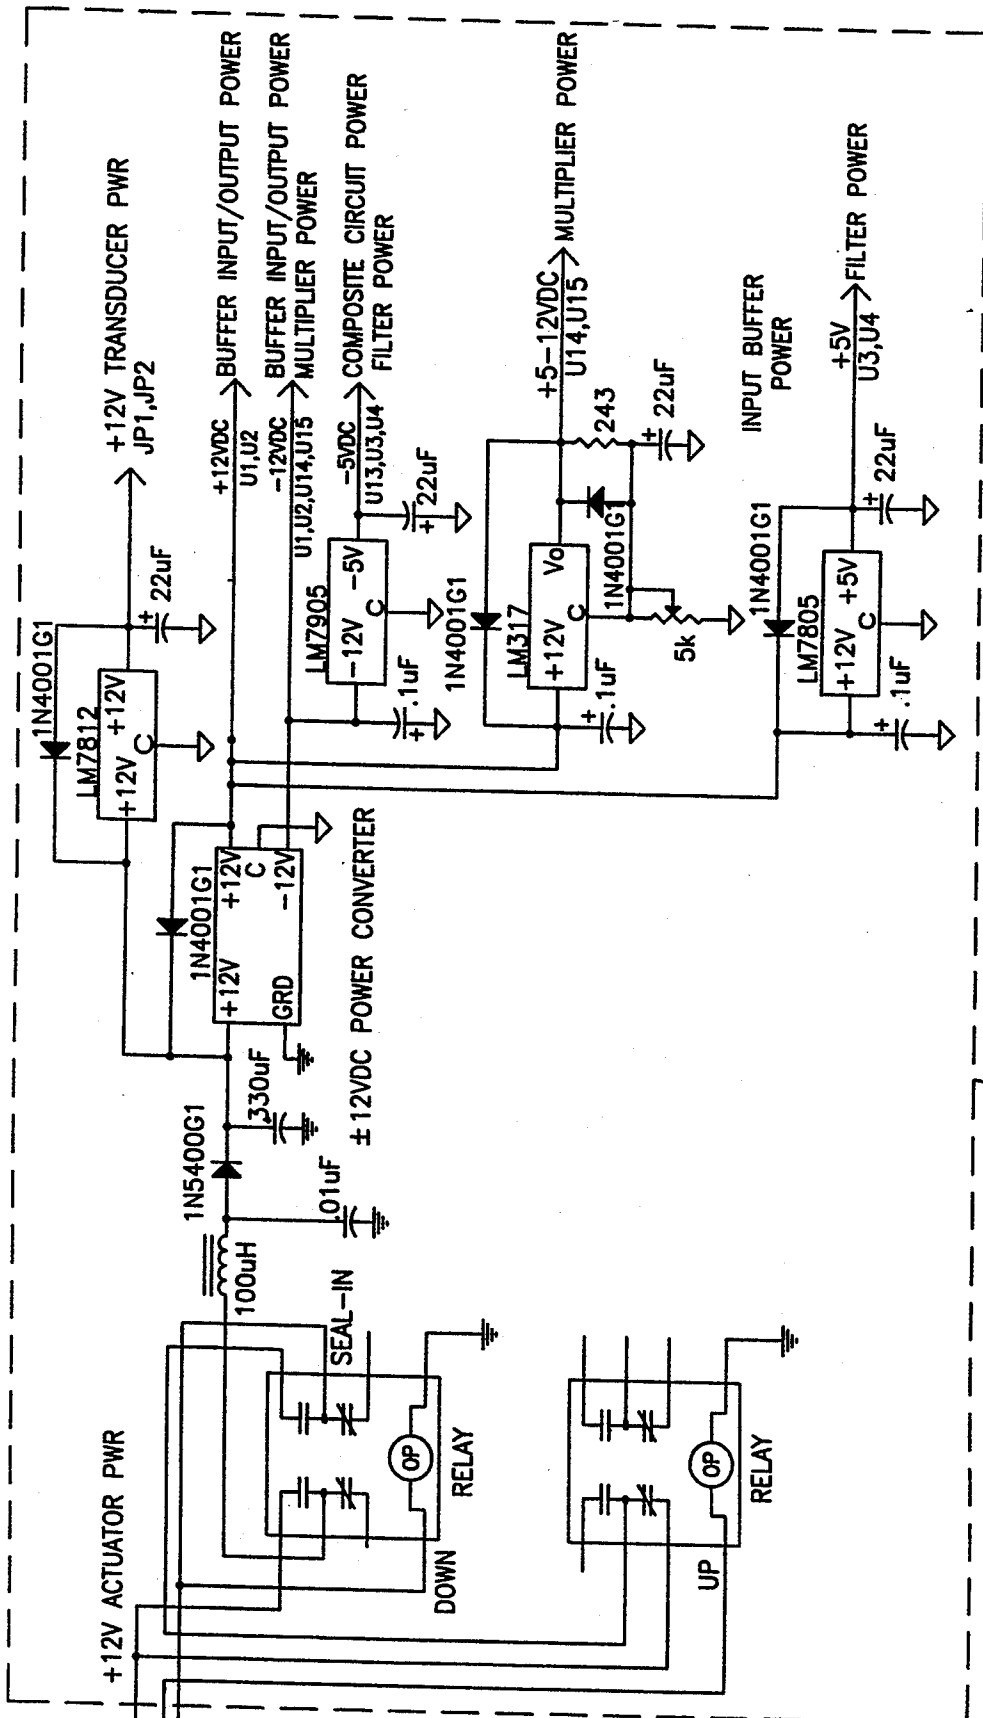 +12V ACTUATOR PWR
DOWN
OP
RELAY
SEAL-IN
UP
OP
RELAY
100uH
.01uF
1N5400G1
330uF
±12VDC POWER CONVERTER
+12V
GRD
+12V
C
-12V
1N4001G1
1N4001G1
LM7812
+12V
+12V
C
+
22uF
+12V TRANSDUCER PWR
JP1,JP2
+12VDC
U1,U2
BUFFER INPUT/OUTPUT POWER
-12VDC
U1,U2,U14,U15
BUFFER INPUT/OUTPUT POWER
MULTIPLIER POWER
LM7905
-12V
-5V
C
.1uF
+
22uF
+
-5VDC
U13,U3,U4
COMPOSITE CIRCUIT POWER
FILTER POWER
1N4001G1
LM317
+12V
Vo
C
+
.1uF
1N4001G1
5k
243
+
22uF
+5-12VDC
U14,U15
MULTIPLIER POWER
INPUT BUFFER
POWER
1N4001G1
LM7805
+12V
+5V
C
+
.1uF
+
22uF
+5V
U3,U4
FILTER POWER